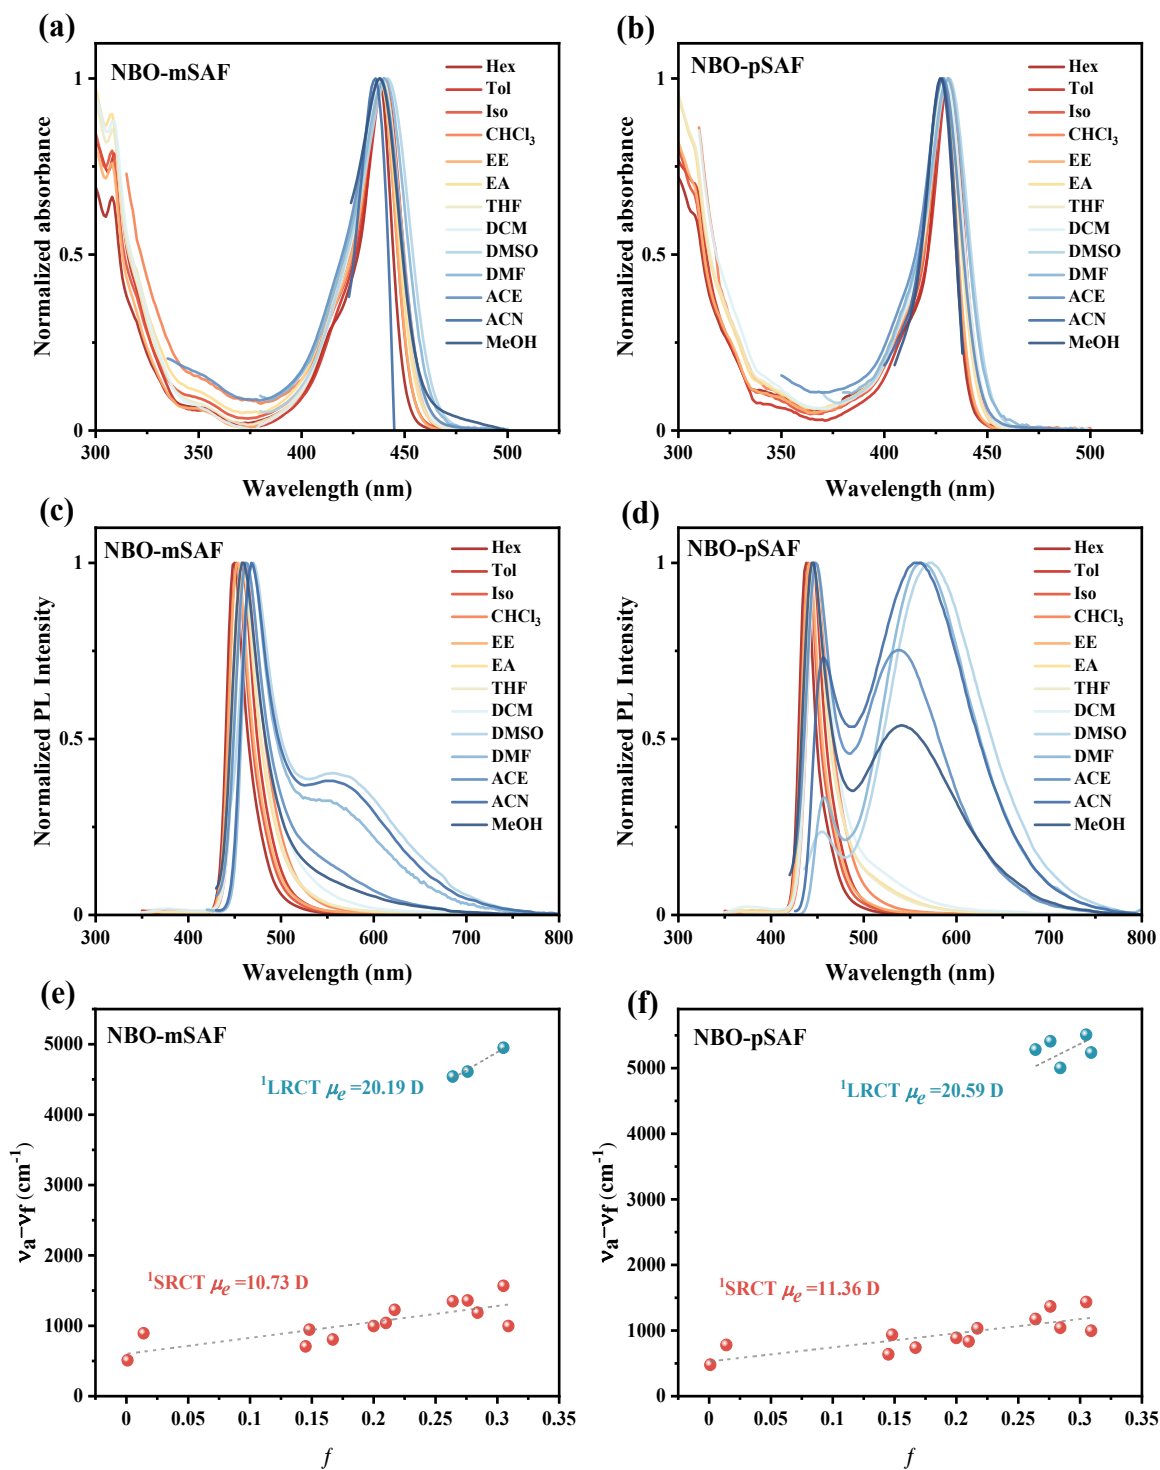 (a)
NBO-mSAF
Hex
Tol
Iso
CHCl₃
EE
EA
THF
DCM
DMSO
DMF
ACE
ACN
MeOH
1
0.5
0
300
350
400
450
500
Normalized absorbance
Wavelength (nm)
(b)
NBO-pSAF
Hex
Tol
Iso
CHCl₃
EE
EA
THF
DCM
DMSO
DMF
ACE
ACN
MeOH
1
0.5
0
300
350
400
450
500
Normalized absorbance
Wavelength (nm)
(c)
NBO-mSAF
Hex
Tol
Iso
CHCl₃
EE
EA
THF
DCM
DMSO
DMF
ACE
ACN
MeOH
1
0.5
0
300
400
500
600
700
800
Normalized PL Intensity
Wavelength (nm)
(d)
NBO-pSAF
Hex
Tol
Iso
CHCl₃
EE
EA
THF
DCM
DMSO
DMF
ACE
ACN
MeOH
1
0.5
0
300
400
500
600
700
800
Normalized PL Intensity
Wavelength (nm)
(e)
NBO-mSAF
¹LRCT μe =20.19 D
¹SRCT μe =10.73 D
5000
4000
3000
2000
1000
0
0
0.05
0.1
0.15
0.2
0.25
0.3
0.35
νa−νf (cm⁻¹)
f
(f)
NBO-pSAF
¹LRCT μe =20.59 D
¹SRCT μe =11.36 D
5000
4000
3000
2000
1000
0
0
0.05
0.1
0.15
0.2
0.25
0.3
0.35
νa−νf (cm⁻¹)
f